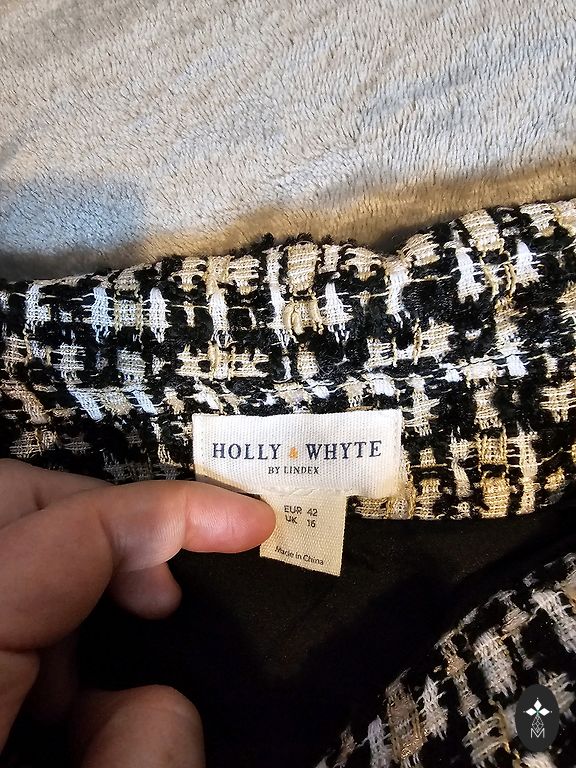 HOLLY & WHYTE
BY LINDEX
EUR 42
UK 16
Made in China
M